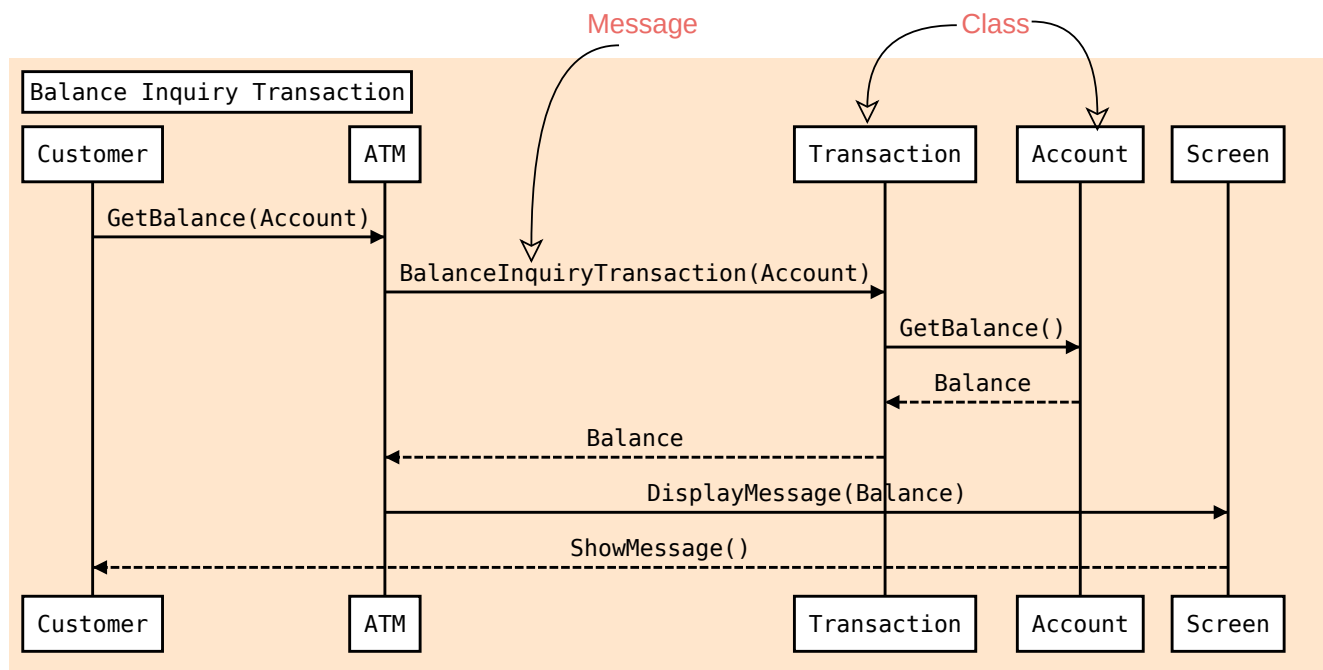 Message
Class
Balance Inquiry Transaction
Customer
ATM
Transaction
Account
Screen
GetBalance(Account)
BalanceInquiryTransaction(Account)
GetBalance()
Balance
Balance
DisplayMessage(Balance)
ShowMessage()
Customer
ATM
Transaction
Account
Screen